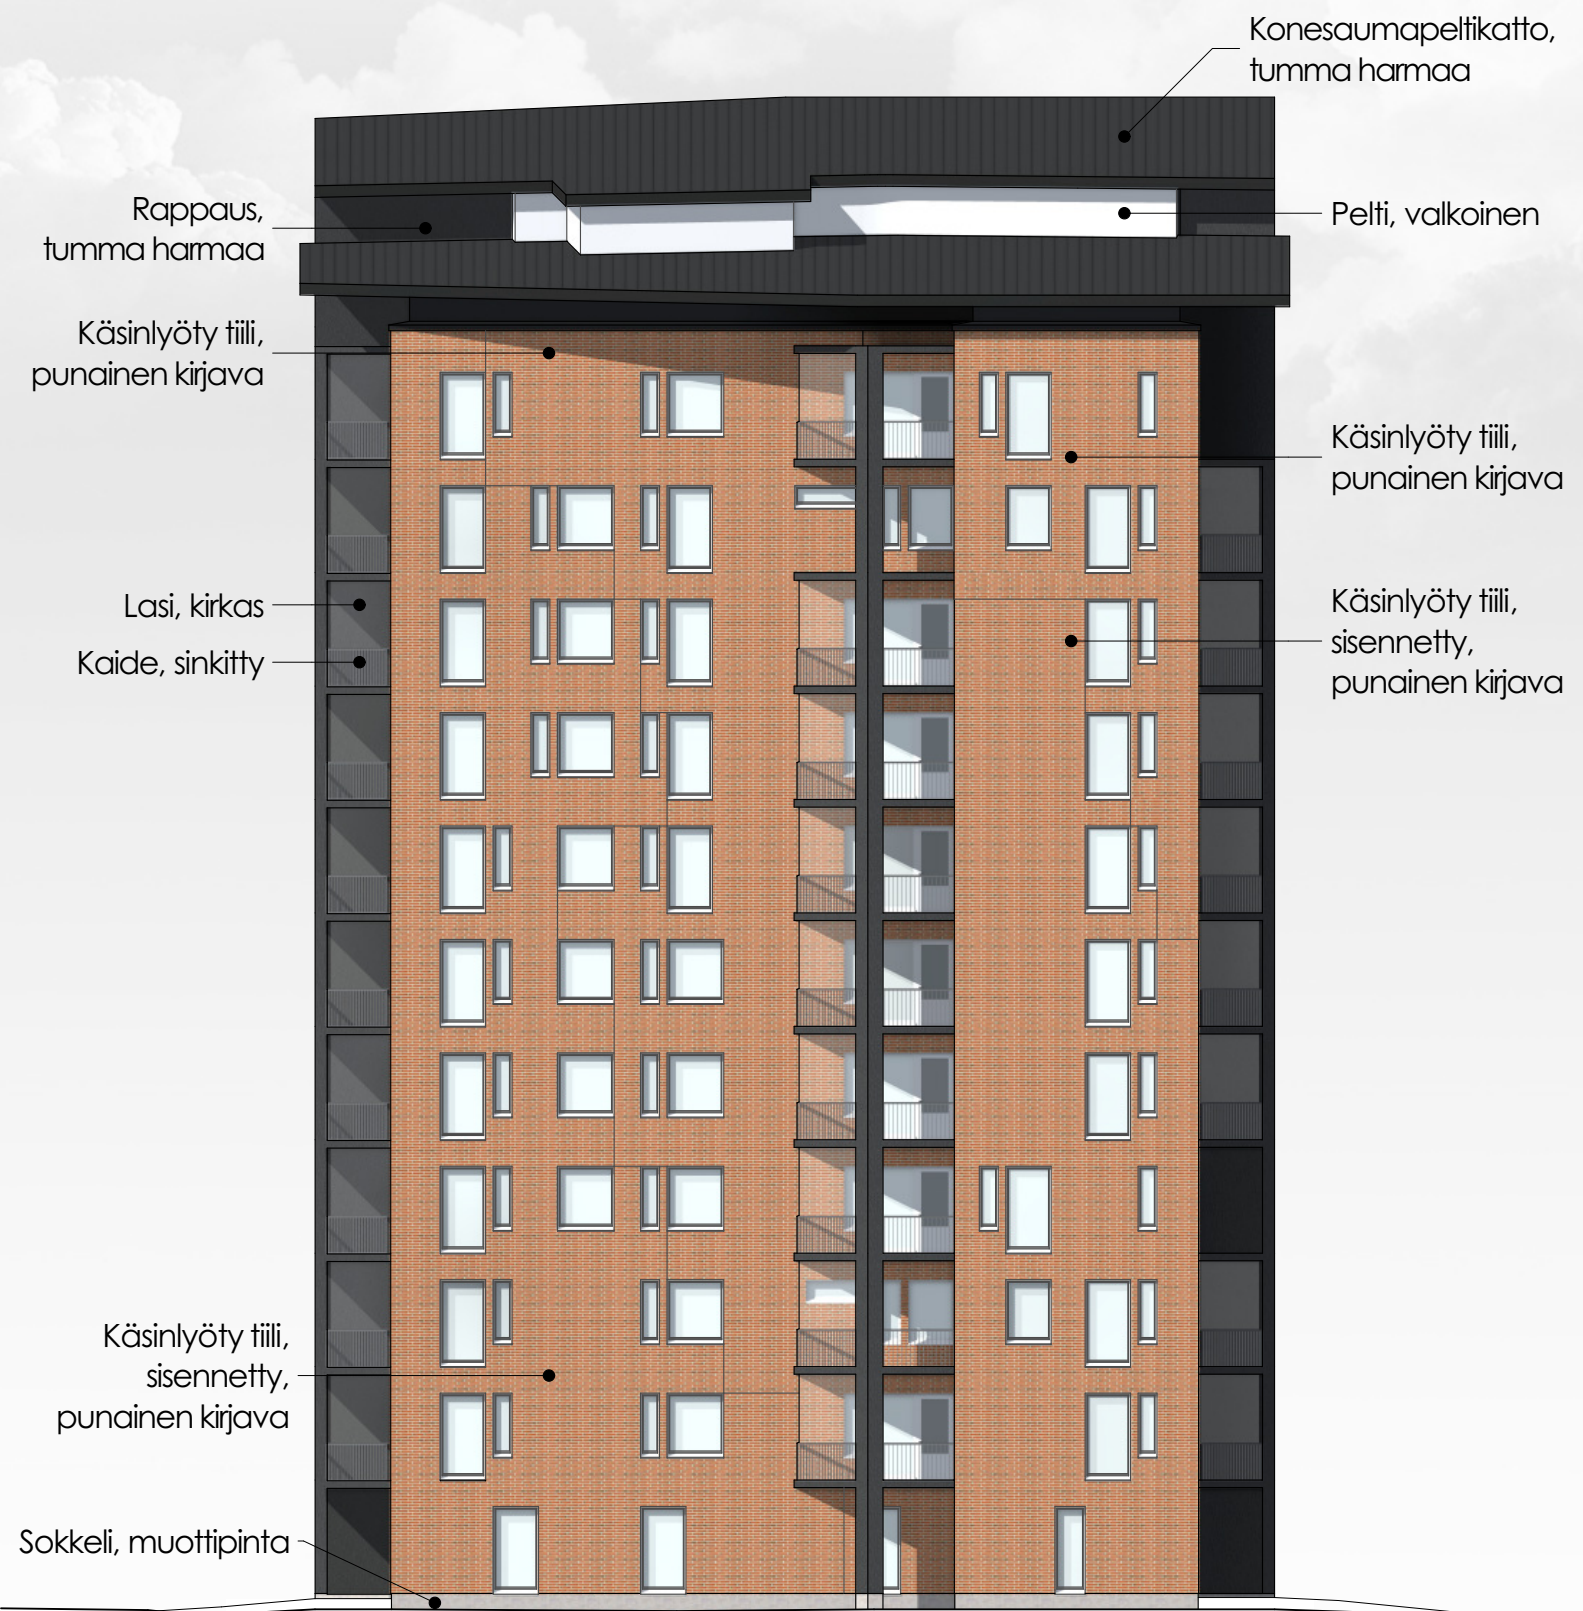 Konesaumapeltikatto,
tumma harmaa
Rappaus,
tumma harmaa
Pelti, valkoinen
Käsinlyöty tiili,
punainen kirjava
Käsinlyöty tiili,
punainen kirjava
Lasi, kirkas
Kaide, sinkitty
Käsinlyöty tiili,
sisennetty,
punainen kirjava
Käsinlyöty tiili,
sisennetty,
punainen kirjava
Sokkeli, muottipinta